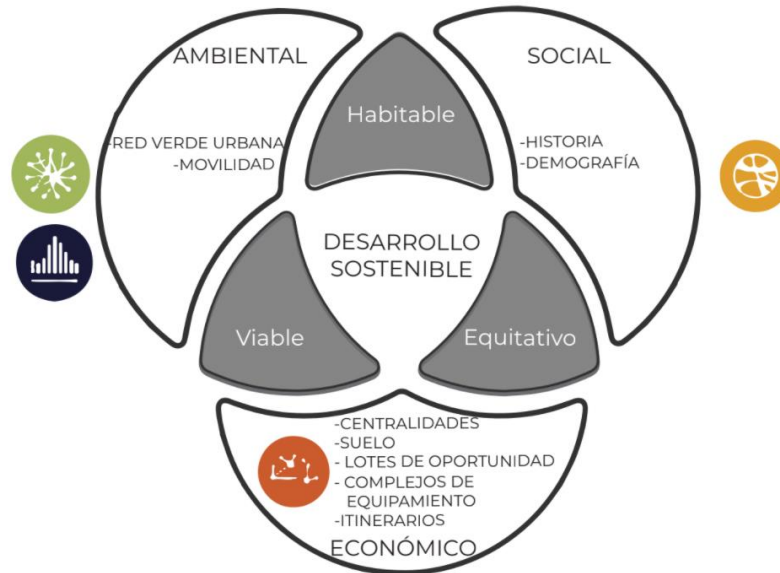 AMBIENTAL
-RED VERDE URBANA
-MOVILIDAD
Habitable
SOCIAL
-HISTORIA
-DEMOGRAFÍA
DESARROLLO
SOSTENIBLE
Viable
Equitativo
-CENTRALIDADES
-SUELO
- LOTES DE OPORTUNIDAD
- COMPLEJOS DE
EQUIPAMIENTO
-ITINERARIOS
ECONÓMICO